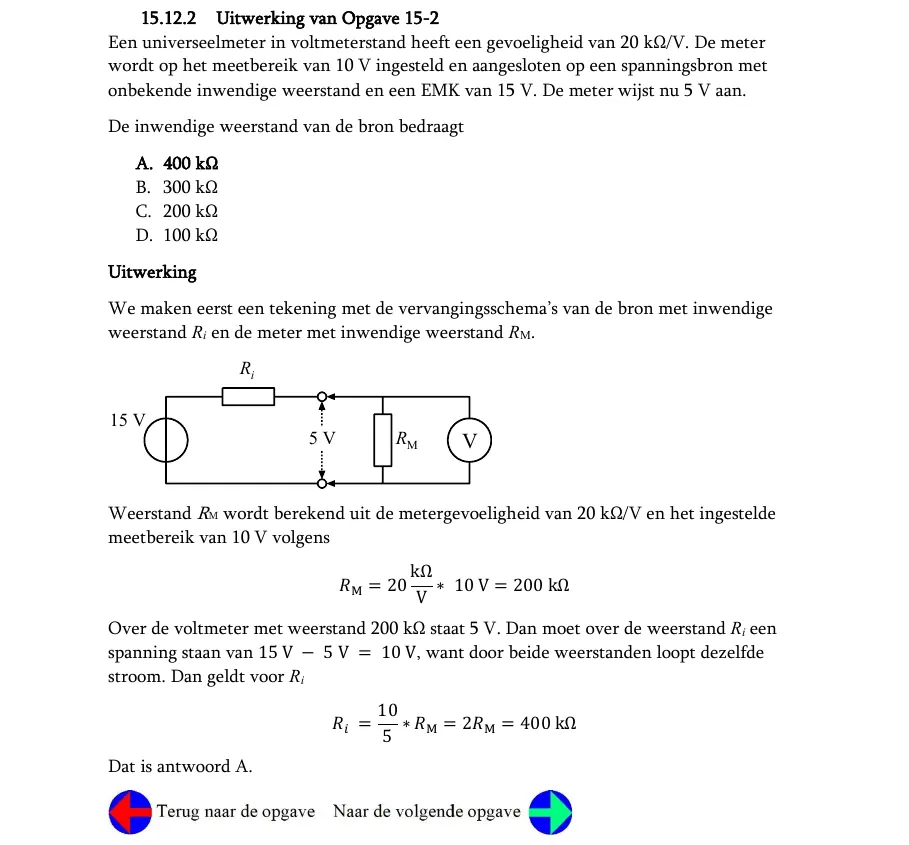 15.12.2 Uitwerking van Opgave 15-2
Een universeelmeter in voltmeterstand heeft een gevoeligheid van 20 kΩ/V. De meter
wordt op het meetbereik van 10 V ingesteld en aangesloten op een spanningsbron met
onbekende inwendige weerstand en een EMK van 15 V. De meter wijst nu 5 V aan.
De inwendige weerstand van de bron bedraagt
A. 400 kΩ
B. 300 kΩ
C. 200 kΩ
D. 100 kΩ
Uitwerking
We maken eerst een tekening met de vervangingsschema's van de bron met inwendige
weerstand Ri en de meter met inwendige weerstand RM.
Ri
15 V
5 V
RM
V
Weerstand RM wordt berekend uit de metergevoeligheid van 20 kΩ/V en het ingestelde
meetbereik van 10 V volgens
RM = 20 kΩ/V * 10 V = 200 kΩ
Over de voltmeter met weerstand 200 kΩ staat 5 V. Dan moet over de weerstand Ri een
spanning staan van 15 V − 5 V = 10 V, want door beide weerstanden loopt dezelfde
stroom. Dan geldt voor Ri
Ri = 10/5 * RM = 2RM = 400 kΩ
Dat is antwoord A.
Terug naar de opgave Naar de volgende opgave